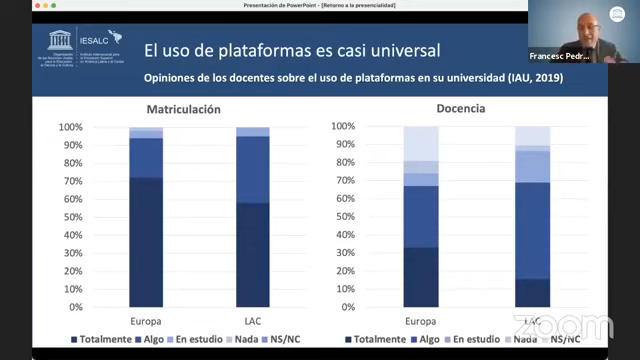 Presentación de PowerPoint - [Retorno a la presencialidad]
IESALC
El uso de plataformas es casi universal
Opiniones de los docentes sobre el uso de plataformas en su universidad (IAU, 2019)
Francesc Pedr...
Matriculación
100%
90%
80%
70%
60%
50%
40%
30%
20%
10%
0%
Europa LAC
Totalmente Algo En estudio Nada NS/NC
Docencia
100%
90%
80%
70%
60%
50%
40%
30%
20%
10%
0%
Europa LAC
Totalmente Algo En estudio Nada NS/NC
zoom